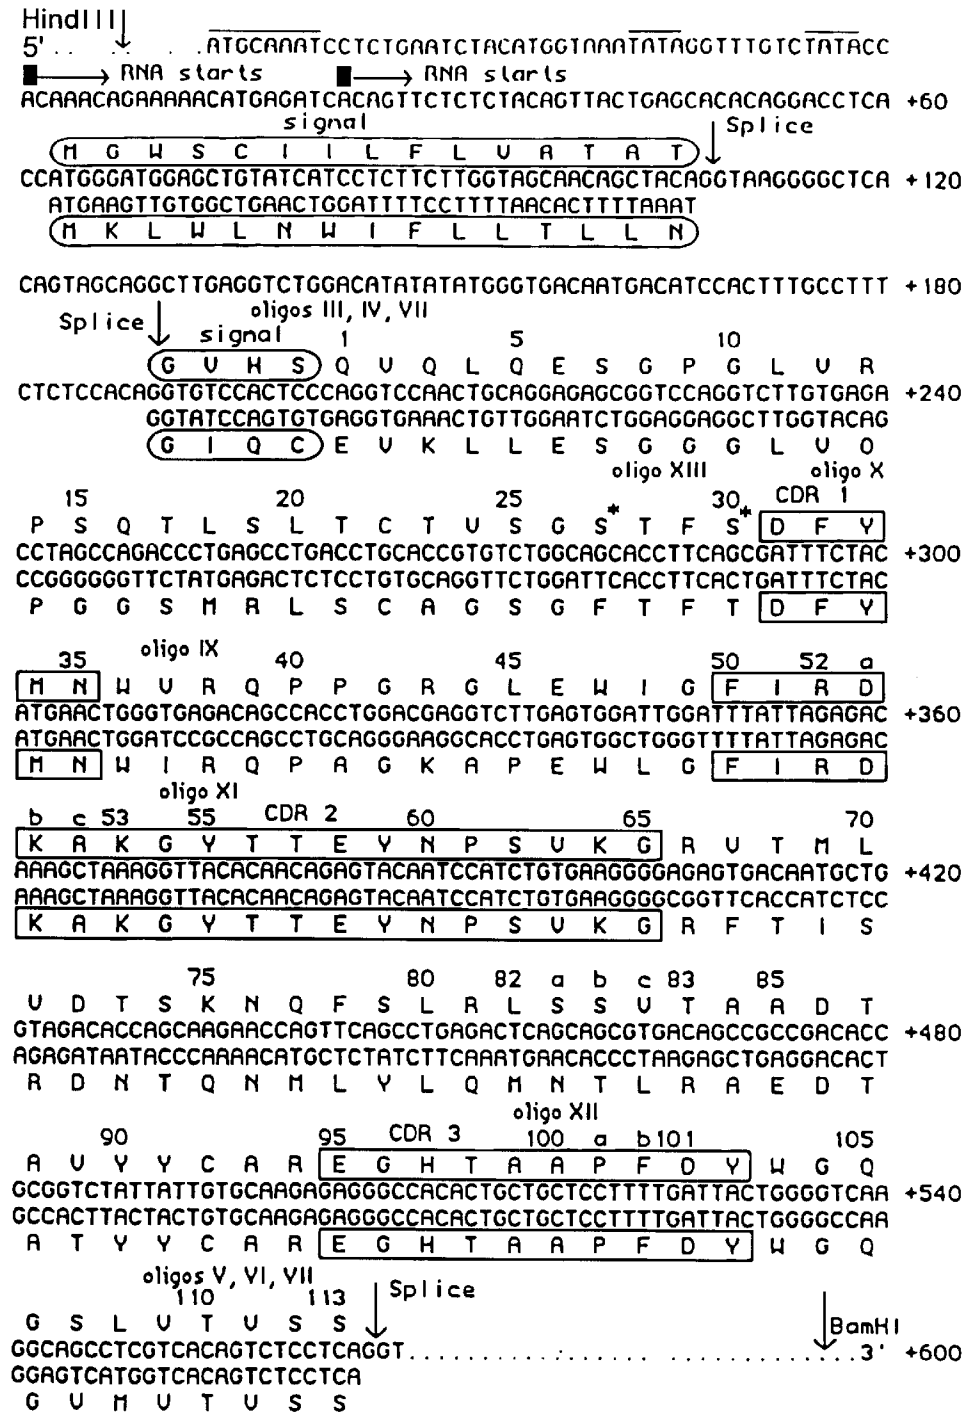 HindIII
5' .. . . .ATGCAAATCCTCTGAATCTACATGGTAAATATAGGTTTGTCTATACC
RNA starts RNA starts
ACAAACAGAAAAACATGAGATCACAGTTCTCTCTACAGTTACTGAGCACACAGGACCTCA +60
signal Splice
M G W S C I I L F L V A T A T
CCATGGGATGGAGCTGTATCATCCTCTTCTTGGTAGCAACAGCTACAGGTAAGGGGCTCA +120
ATGAAGTTGTGGCTGAACTGGATTTTCCTTTTAACACTTTTAAAT
M K L W L N W I F L L T L L N
CAGTAGCAGGCTTGAGGTCTGGACATATATATGGGTGACAATGACATCCACTTTGCCTTT +180
oligos III, IV, VII
Splice signal 1 5 10
G V H S Q V Q L Q E S G P G L V R
CTCTCCACAGGTGTCCACTCCCAGGTCCAACTGCAGGAGAGCGGTCCAGGTCTTGTGAGA +240
GGTATCCAGTGTGAGGTGAAACTGTTGGAATCTGGAGGAGGCTTGGTACAG
G I Q C E V K L L E S G G G L V Q
oligo XIII oligo X
15 20 25 30 CDR 1
P S Q T L S L T C T V S G S* T F S* D F Y
CCTAGCCAGACCCTGAGCCTGACCTGCACCGTGTCTGGCAGCACCTTCAGCGATTTCTAC +300
CCGGGGGGTTCTATGAGACTCTCCTGTGCAGGTTCTGGATTCACCTTCACTGATTTCTAC
P G G S M R L S C A G S G F T F T D F Y
oligo IX
35 40 45 50 52 a
M N W V R Q P P G R G L E W I G F I R D
ATGAACTGGGTGAGACAGCCACCTGGACGAGGTCTTGAGTGGATTGGATTTATTAGAGAC +360
ATGAACTGGATCCGCCAGCCTGCAGGGAAGGCACCTGAGTGGCTGGGTTTTATTAGAGAC
M N W I R Q P A G K A P E W L G F I R D
oligo XI
b c 53 55 CDR 2 60 65 70
K A K G Y T T E Y N P S V K G R V T M L
AAAGCTAAAGGTTACACAACAGAGTACAATCCATCTGTGAAGGGGAGAGTGACAATGCTG +420
AAAGCTAAAGGTTACACAACAGAGTACAATCCATCTGTGAAGGGGCGGTTCACCATCTCC
K A K G Y T T E Y N P S V K G R F T I S
75 80 82 a b c 83 85
V D T S K N Q F S L R L S S V T A A D T
GTAGACACCAGCAAGAACCAGTTCAGCCTGAGACTCAGCAGCGTGACAGCCGCCGACACC +480
AGAGATAATACCCAAAACATGCTCTATCTTCAAATGAACACCCTAAGAGCTGAGGACACT
R D N T Q N M L Y L Q M N T L R A E D T
oligo XII
90 95 CDR 3 100 a b 101 105
A V Y Y C A R E G H T A A P F D Y W G Q
GCGGTCTATTATTGTGCAAGAGAGGGCCACACTGCTGCTCCTTTTGATTACTGGGGTCAA +540
GCCACTTACTACTGTGCAAGAGAGGGCCACACTGCTGCTCCTTTTGATTACTGGGGCCAA
A T Y Y C A R E G H T A A P F D Y W G Q
oligos V, VI, VII
110 113 Splice
G S L V T V S S BamHI
GGCAGCCTCGTCACAGTCTCCTCAGGT..............................3' +600
GGAGTCATGGTCACAGTCTCCTCA
G V M V T V S S